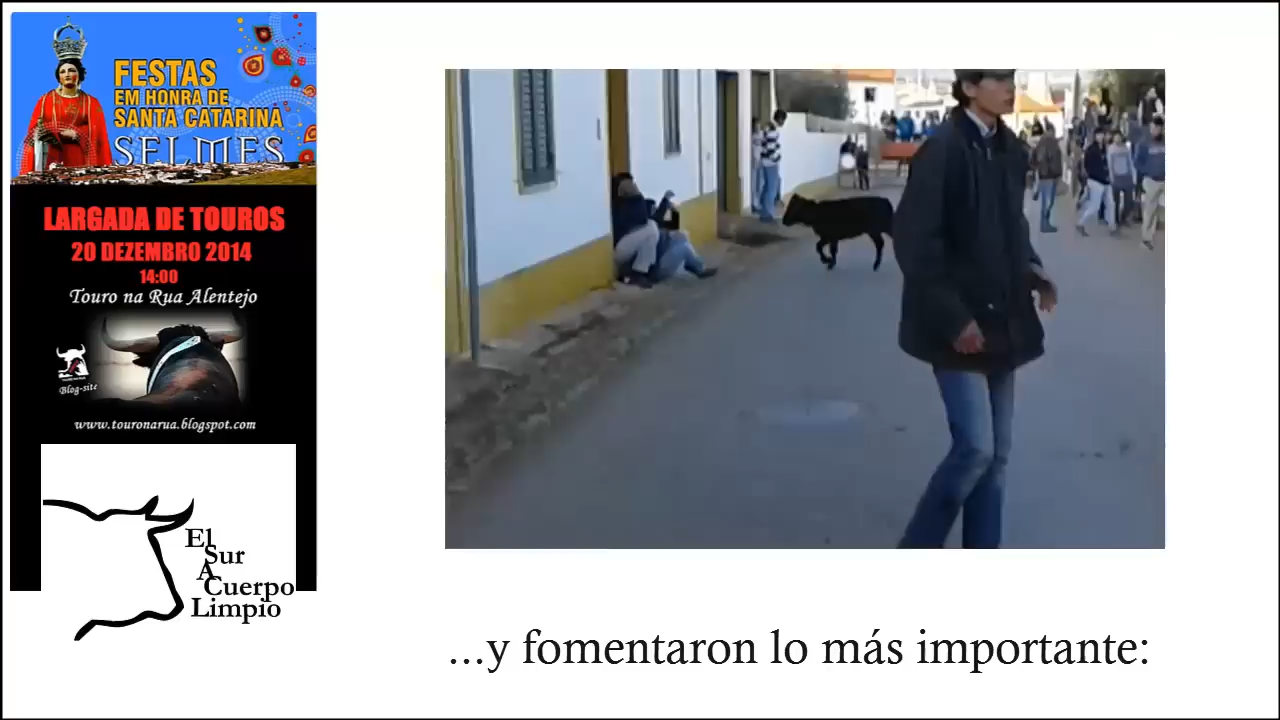 FESTAS
EM HONRA DE
SANTA CATARINA
SELMES
LARGADA DE TOUROS
20 DEZEMBRO 2014
14:00
Touro na Rua Alentejo
Blog-site
www.touronarua.blogspot.com
El
Sur
A
Cuerpo
Limpio
...y fomentaron lo más importante: